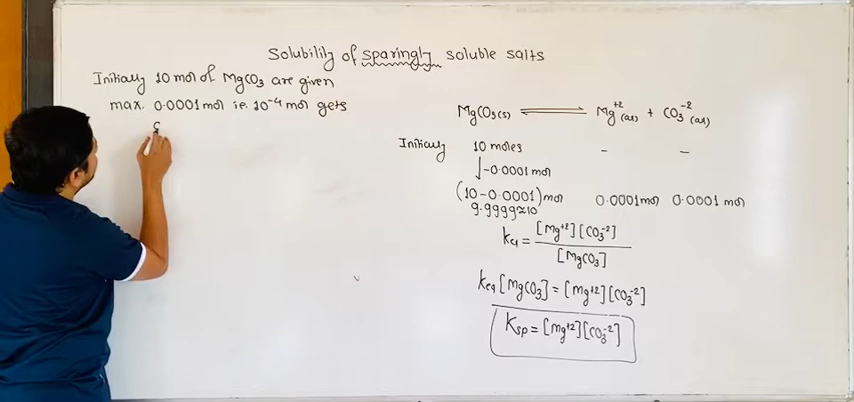 Solubility of sparingly soluble salts
Initially 10 mol of MgCO₃ are given
max. 0.0001 mol i.e. 10⁻⁴ mol gets
MgCO₃(s) ⇌ Mg⁺²(aq) + CO₃⁻²(aq)
Initially 10 moles - -
↓-0.0001 mol
(10-0.0001) mol 0.0001 mol 0.0001 mol
9.9999≈10
Keq = [Mg⁺²][CO₃⁻²] / [MgCO₃]
Keq [MgCO₃] = [Mg⁺²][CO₃⁻²]
Ksp = [Mg⁺²][CO₃⁻²]